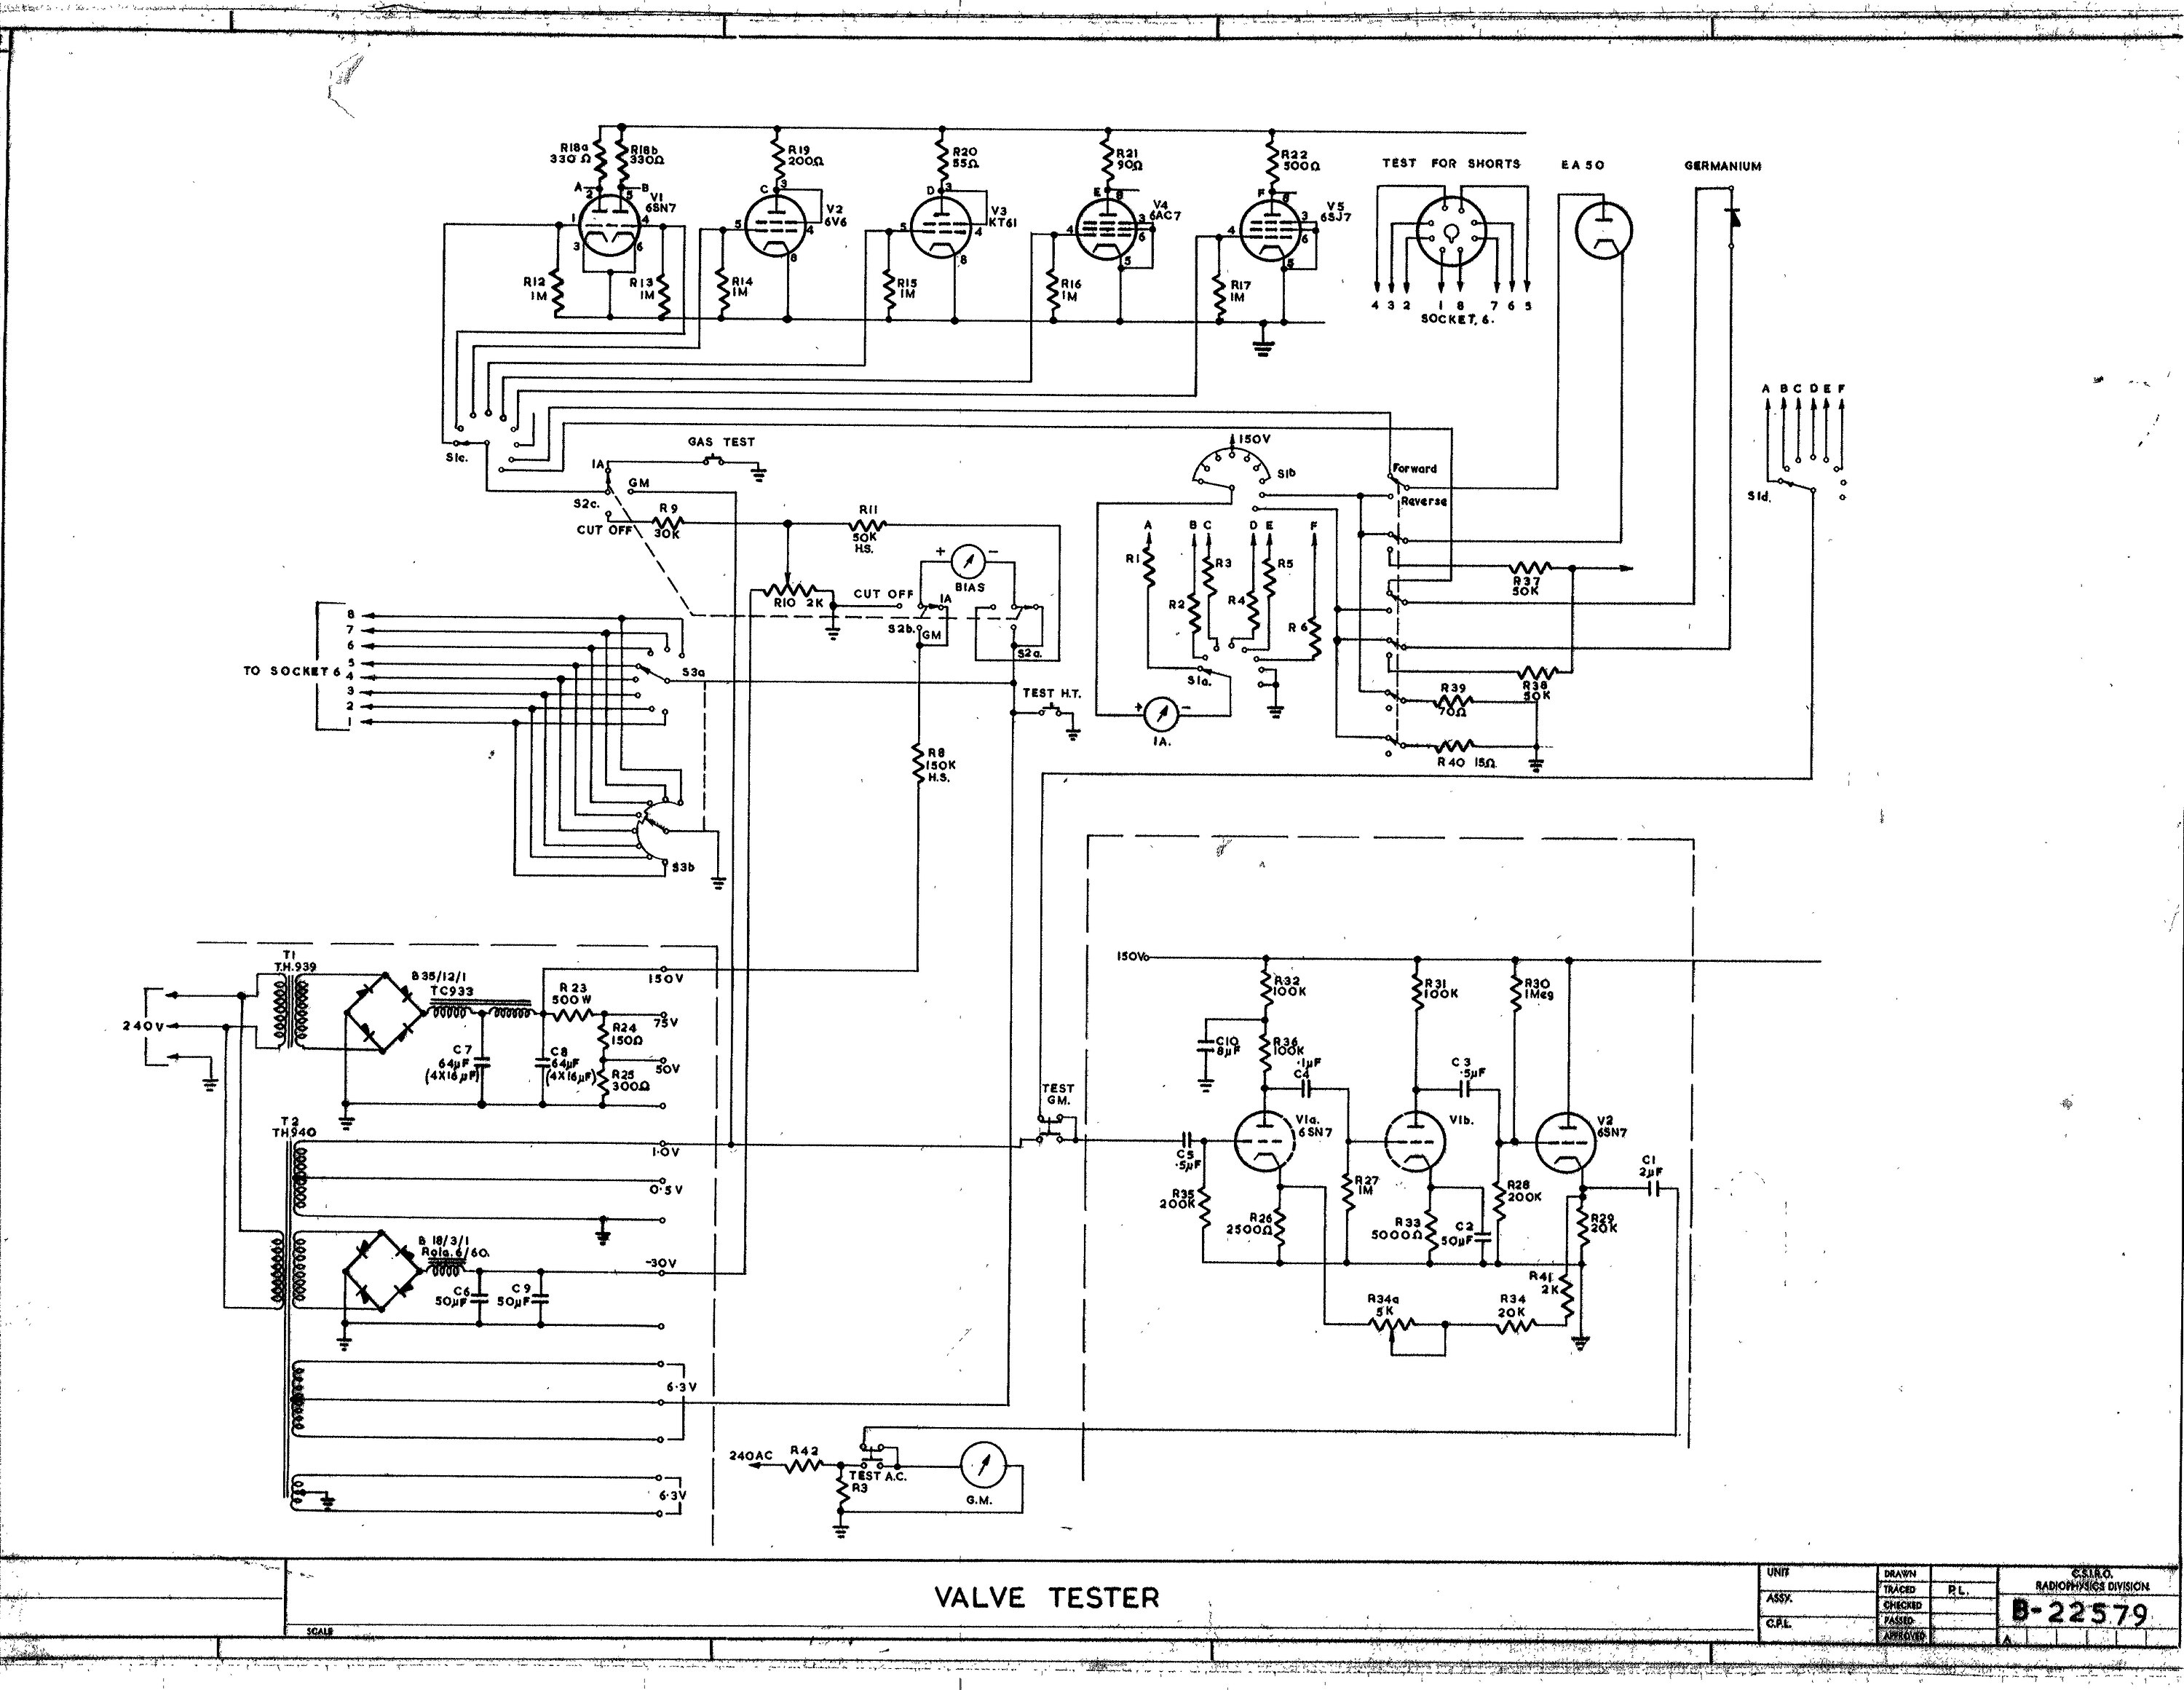 R18a
330 Ω
R18b
330Ω
R19
200Ω
R20
55Ω
R21
90Ω
R22
500Ω
TEST FOR SHORTS
EA50
GERMANIUM
A
2
B
5
V1
6SN7
1
4
3
6
C
3
V2
6V6
5
4
8
D
3
V3
KT61
5
4
8
E
8
V4
6AC7
3
6
4
5
F
8
V5
6SJ7
3
6
4
5
R12
1M
R13
1M
R14
1M
R15
1M
R16
1M
R17
1M
4 3 2 1 8 7 6 5
SOCKET, 6.
A B C D E F
S1c.
GAS TEST
1A
GM
S2c.
CUT OFF
R9
30K
R11
50K
H.S.
150V
S1b
Forward
Reverse
S1d.
+ -
BIAS
R10 2K
CUT OFF
1A
S2b.
GM
S2a.
A B C D E F
R1
R3
R5
R2
R4
R6
S1a.
R37
50K
R38
50K
R39
70Ω
R40 15Ω
8
7
6
5
4
3
2
1
TO SOCKET 6
S3a
S3b
TEST H.T.
+ -
1A.
R8
150K
H.S.
T1
T.H.939
B35/12/1
TC933
R23
500W
150V
75V
R24
150Ω
50V
R25
300Ω
C7
64µF
(4X16µF)
C8
64µF
(4X16µF)
240V
T2
TH940
1·0V
0·5V
B 18/3/1
Rola. 6/60.
-30V
C6
50µF
C9
50µF
6·3V
6·3V
150V
R32
100K
R31
100K
R30
1Meg
C10
8µF
R36
100K
·1µF
C4
C3
·5µF
TEST
GM.
V1a.
6SN7
V1b.
V2
6SN7
C5
·5µF
C1
2µF
R35
200K
R26
2500Ω
R27
1M
R33
5000Ω
C2
50µF
R28
200K
R29
20K
R41
2K
R34a
5K
R34
20K
240AC
R42
TEST A.C.
R3
G.M.
VALVE TESTER
SCALE
UNIT
ASSY.
C.P.L.
DRAWN
TRACED P.L.
CHECKED
PASSED
APPROVED
C.S.I.R.O.
RADIOPHYSICS DIVISION
B-22579
A